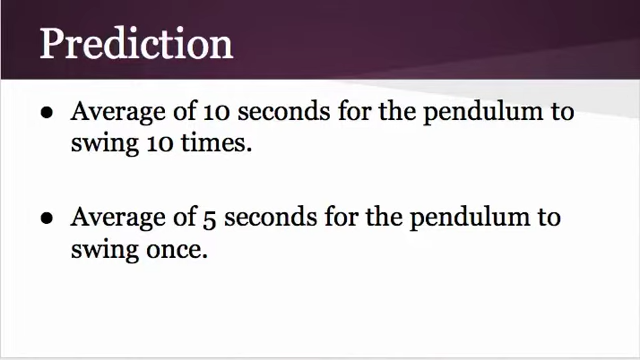 Prediction
● Average of 10 seconds for the pendulum to
swing 10 times.
● Average of 5 seconds for the pendulum to
swing once.